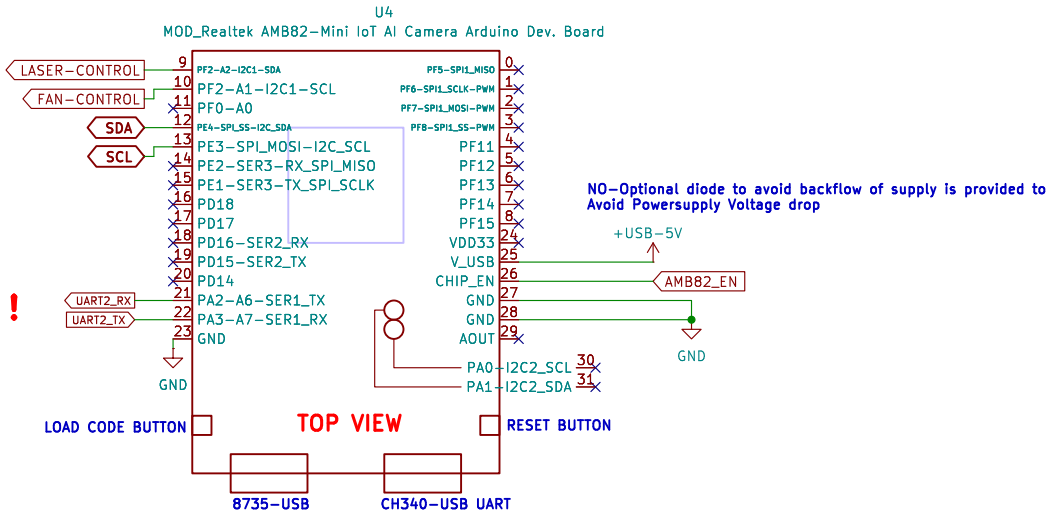 U4
MOD_Realtek AMB82-Mini IoT AI Camera Arduino Dev. Board
LASER-CONTROL 9 PF2-A2-I2C1-SDA
FAN-CONTROL 10 PF2-A1-I2C1-SCL
11 PF0-A0
SDA 12 PE4-SPI_SS-I2C_SDA
SCL 13 PE3-SPI_MOSI-I2C_SCL
14 PE2-SER3-RX_SPI_MISO
15 PE1-SER3-TX_SPI_SCLK
16 PD18
17 PD17
18 PD16-SER2_RX
19 PD15-SER2_TX
20 PD14
! UART2_RX 21 PA2-A6-SER1_TX
UART2_TX 22 PA3-A7-SER1_RX
23 GND
GND
PF5-SPI1_MISO 0
PF6-SPI1_SCLK-PWM 1
PF7-SPI1_MOSI-PWM 2
PF8-SPI1_SS-PWM 3
PF11 4
PF12 5
PF13 6
PF14 7
PF15 8
VDD33 24
V_USB 25
CHIP_EN 26 AMB82_EN
GND 27
GND 28
AOUT 29
PA0-I2C2_SCL 30
PA1-I2C2_SDA 31
NO-Optional diode to avoid backflow of supply is provided to
Avoid Powersupply Voltage drop
+USB-5V
GND
LOAD CODE BUTTON
TOP VIEW
RESET BUTTON
8735-USB
CH340-USB UART